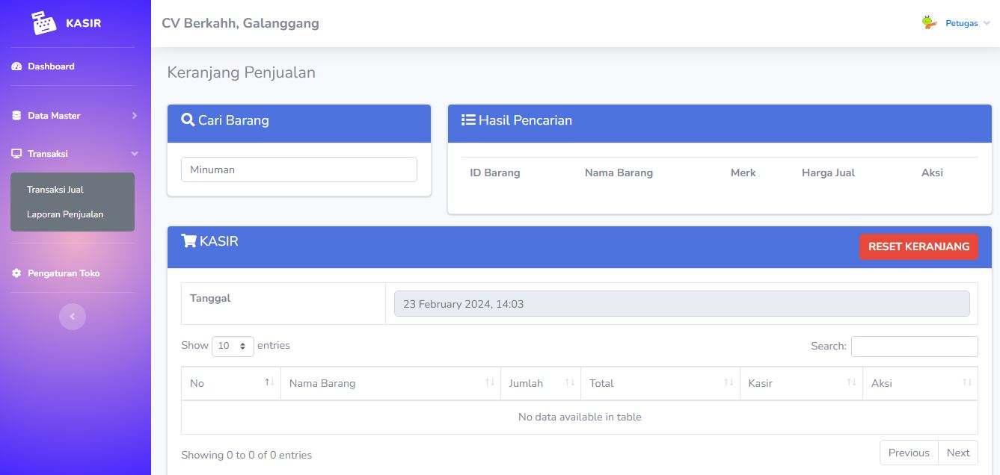 KASIR
CV Berkahh, Galanggang
Petugas
Dashboard
Data Master
Transaksi
Transaksi Jual
Laporan Penjualan
Pengaturan Toko
Keranjang Penjualan
Cari Barang
Minuman
Hasil Pencarian
ID Barang Nama Barang Merk Harga Jual Aksi
KASIR
RESET KERANJANG
Tanggal 23 February 2024, 14:03
Show 10 entries
Search:
No Nama Barang Jumlah Total Kasir Aksi
No data available in table
Showing 0 to 0 of 0 entries
Previous Next